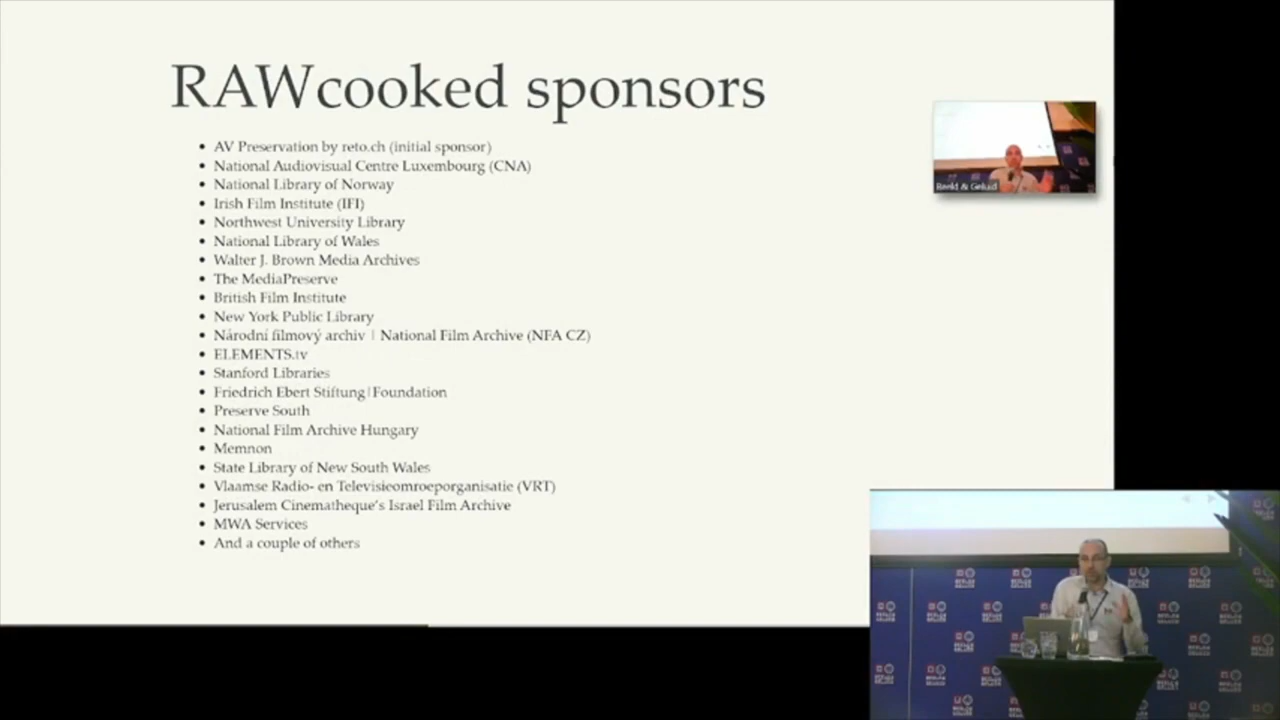 RAWcooked sponsors
• AV Preservation by reto.ch (initial sponsor)
• National Audiovisual Centre Luxembourg (CNA)
• National Library of Norway
• Irish Film Institute (IFI)
• Northwest University Library
• National Library of Wales
• Walter J. Brown Media Archives
• The MediaPreserve
• British Film Institute
• New York Public Library
• Národní filmový archiv | National Film Archive (NFA CZ)
• ELEMENTS.tv
• Stanford Libraries
• Friedrich Ebert Stiftung|Foundation
• Preserve South
• National Film Archive Hungary
• Memnon
• State Library of New South Wales
• Vlaamse Radio- en Televisieomroeporganisatie (VRT)
• Jerusalem Cinematheque's Israel Film Archive
• MWA Services
• And a couple of others
Beeld & Geluid